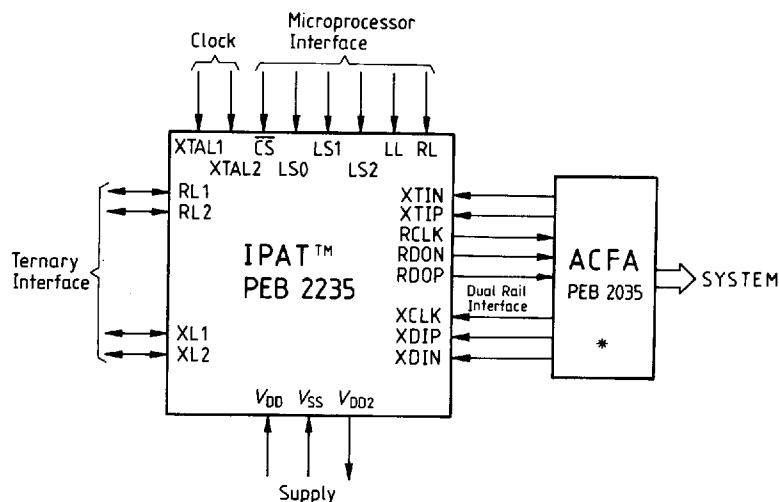 Microprocessor
Interface
Clock
XTAL1 C̅S̅ LS1 LL RL
XTAL2 LS0 LS2
RL1
RL2
Ternary
Interface
XL1
XL2
IPAT™
PEB 2235
XTIN
XTIP
RCLK
RDON
RDOP
Dual Rail
Interface
XCLK
XDIP
XDIN
ACFA
PEB 2035
*
SYSTEM
VDD VSS VDD2
Supply